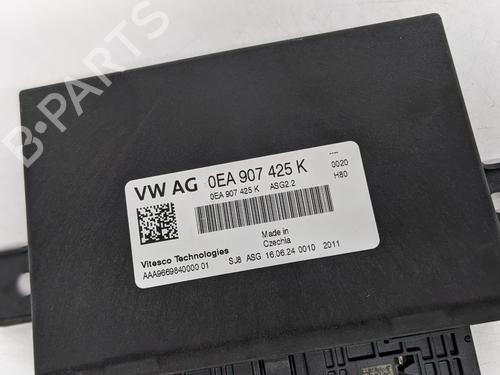 B-PARTS
VW AG 0EA 907 425 K
0EA 907 425 K ASG2.2
----
0020
H80
Made in
Czechia
Vitesco Technologies
AAA9669840000 01
SJ8 ASG 16.06.24 0010 2011